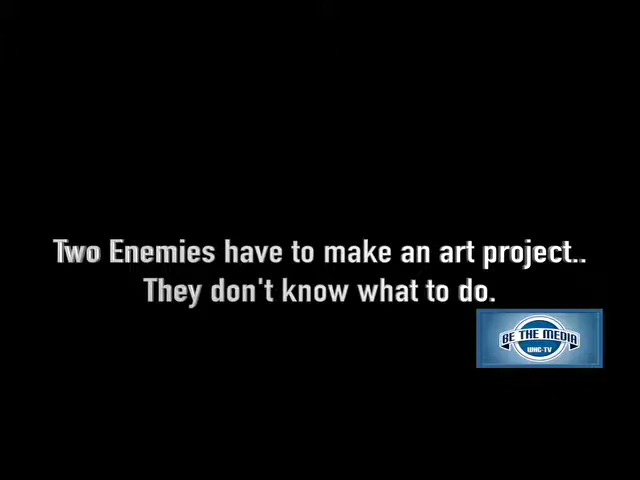 Two Enemies have to make an art project..
They don't know what to do.
BE THE MEDIA
WHC-TV